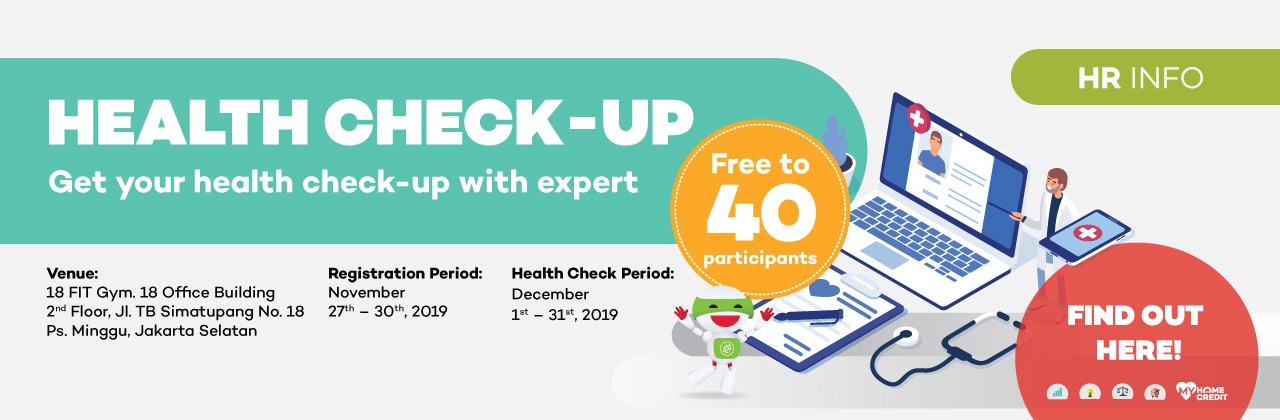 HR INFO
HEALTH CHECK-UP
Get your health check-up with expert
Free to
40
participants
Venue:
18 FIT Gym. 18 Office Building
2nd Floor, Jl. TB Simatupang No. 18
Ps. Minggu, Jakarta Selatan
Registration Period:
November
27th – 30th, 2019
Health Check Period:
December
1st – 31st, 2019
FIND OUT
HERE!
MY HOME
CREDIT